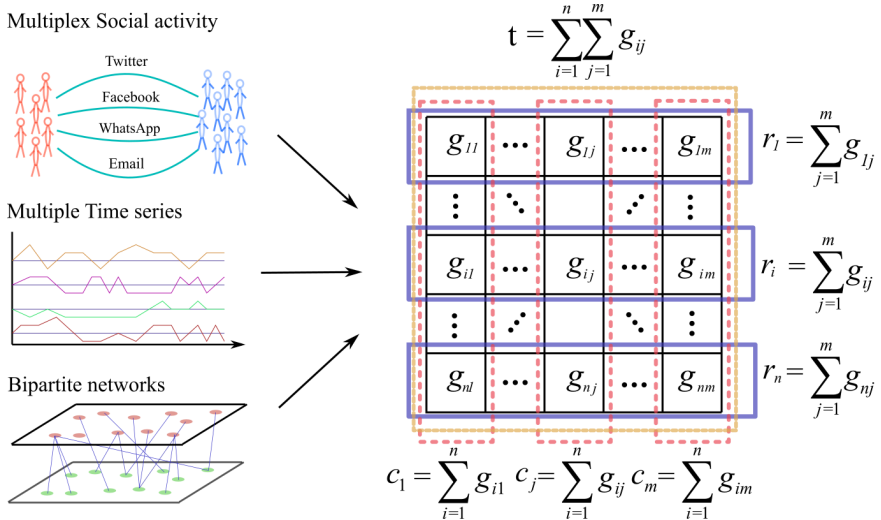 Multiplex Social activity
Twitter
Facebook
WhatsApp
Email
Multiple Time series
Bipartite networks
t = ∑_{i=1}^{n} ∑_{j=1}^{m} g_{ij}
g_{11} ... g_{1j} ... g_{1m}
r_1 = ∑_{j=1}^{m} g_{1j}
g_{i1} ... g_{ij} ... g_{im}
r_i = ∑_{j=1}^{m} g_{ij}
g_{n1} ... g_{nj} ... g_{nm}
r_n = ∑_{j=1}^{m} g_{nj}
c_1 = ∑_{i=1}^{n} g_{i1} c_j = ∑_{i=1}^{n} g_{ij} c_m = ∑_{i=1}^{n} g_{im}